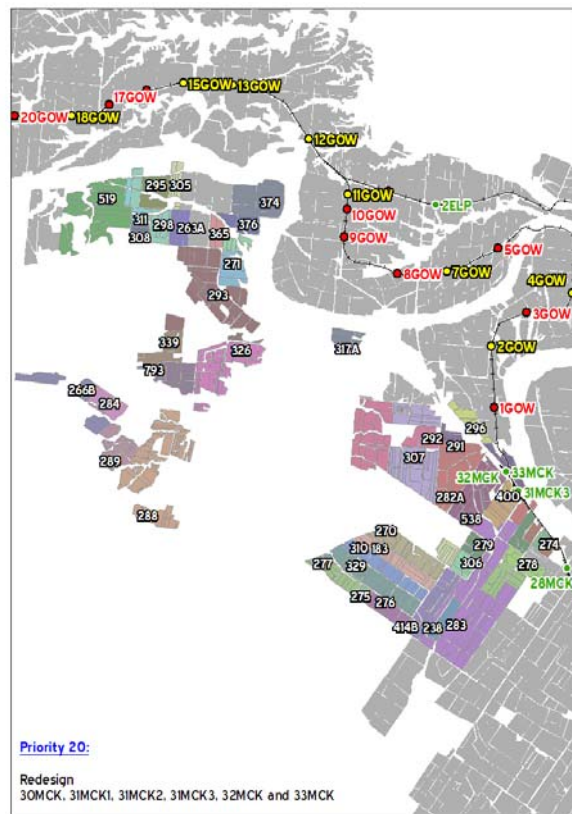 15GOW
13GOW
17GOW
20GOW
18GOW
12GOW
295
305
519
374
11GOW
2ELP
10GOW
311
298
263A
365
376
308
9GOW
5GOW
271
8GOW
7GOW
4GOW
293
3GOW
339
326
317A
2GOW
793
266B
284
1GOW
296
292
291
289
307
32MCK
33MCK
282A
400
31MCK3
288
538
270
310
183
279
274
277
329
306
278
28MCK
275
276
414B
238
283
Priority 20:
Redesign
30MCK, 31MCK1, 31MCK2, 31MCK3, 32MCK and 33MCK